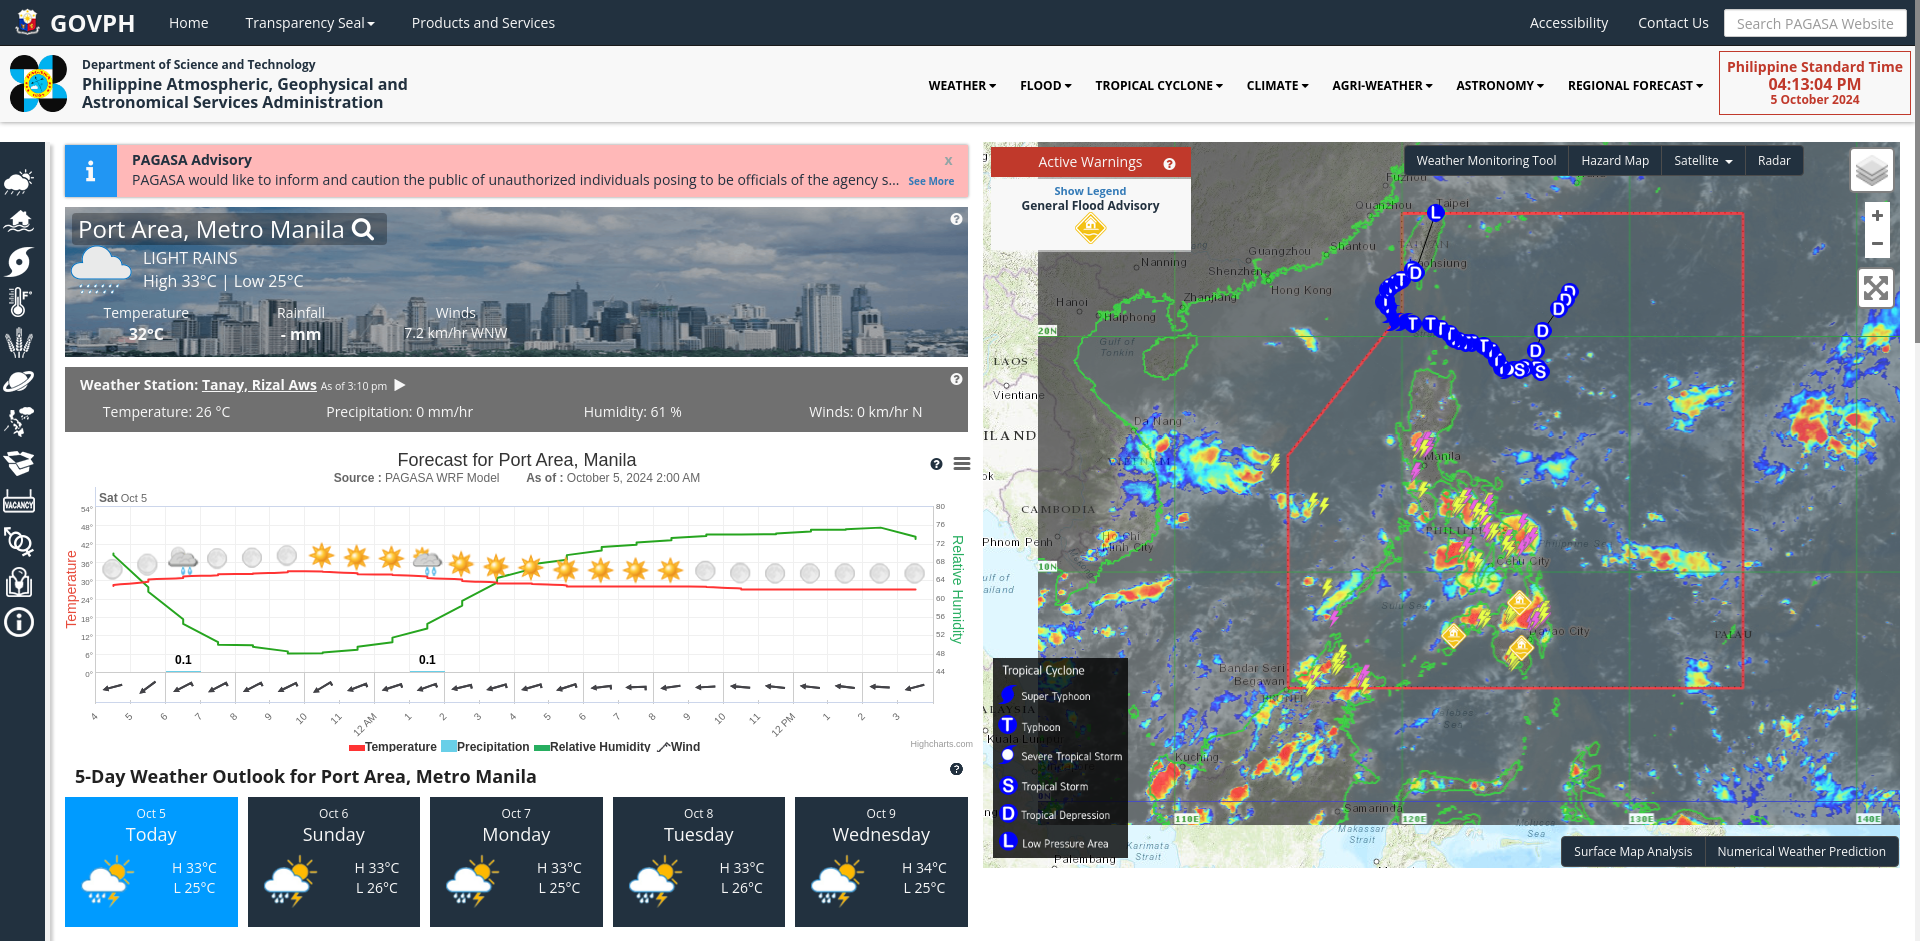 GOVPH
Home
Transparency Seal
Products and Services
Accessibility
Contact Us
Search PAGASA Website
Department of Science and Technology
Philippine Atmospheric, Geophysical and
Astronomical Services Administration
WEATHER
FLOOD
TROPICAL CYCLONE
CLIMATE
AGRI-WEATHER
ASTRONOMY
REGIONAL FORECAST
Philippine Standard Time
04:13:04 PM
5 October 2024
PAGASA Advisory
x
PAGASA would like to inform and caution the public of unauthorized individuals posing to be officials of the agency s...
See More
Port Area, Metro Manila
LIGHT RAINS
High 33°C | Low 25°C
Temperature
Rainfall
Winds
32°C
- mm
7.2 km/hr WNW
Weather Station: Tanay, Rizal Aws As of 3:10 pm
Temperature: 26 °C
Precipitation: 0 mm/hr
Humidity: 61 %
Winds: 0 km/hr N
Forecast for Port Area, Manila
Source : PAGASA WRF Model As of : October 5, 2024 2:00 AM
Sat Oct 5
54°
48°
42°
36°
30°
24°
18°
12°
6°
0°
Temperature
80
76
72
68
64
60
56
52
48
44
Relative Humidity
0.1
0.1
4
5
6
7
8
9
10
11
12 AM
1
2
3
4
5
6
7
8
9
10
11
12 PM
1
2
3
Temperature
Precipitation
Relative Humidity
Wind
Highcharts.com
5-Day Weather Outlook for Port Area, Metro Manila
Oct 5
Today
H 33°C
L 25°C
Oct 6
Sunday
H 33°C
L 26°C
Oct 7
Monday
H 33°C
L 25°C
Oct 8
Tuesday
H 33°C
L 26°C
Oct 9
Wednesday
H 34°C
L 25°C
VACANCY
Active Warnings
Show Legend
General Flood Advisory
Weather Monitoring Tool
Hazard Map
Satellite
Radar
+
−
Fuzhou
Taipei
Quanzhou
TAIWAN
Shantou
Guangzhou
Nanning
Shenzhen
Hong Kong
Zhanjiang
Hanoi
Haiphong
20N
Gulf of
Tonkin
LAOS
Vientiane
Da Nang
VIETNAM
Manila
CAMBODIA
Phnom Penh
Ho Chi
Minh City
10N
Cebu City
Sulu Se
PALAU
Bandar Seri
Begawan
Kuching
Samarinda
110E
120E
130E
140E
Makassar
Strait
Karimata
Strait
Palembang
Tropical Cyclone
Super Typhoon
T Typhoon
Severe Tropical Storm
S Tropical Storm
D Tropical Depression
L Low Pressure Area
Surface Map Analysis
Numerical Weather Prediction